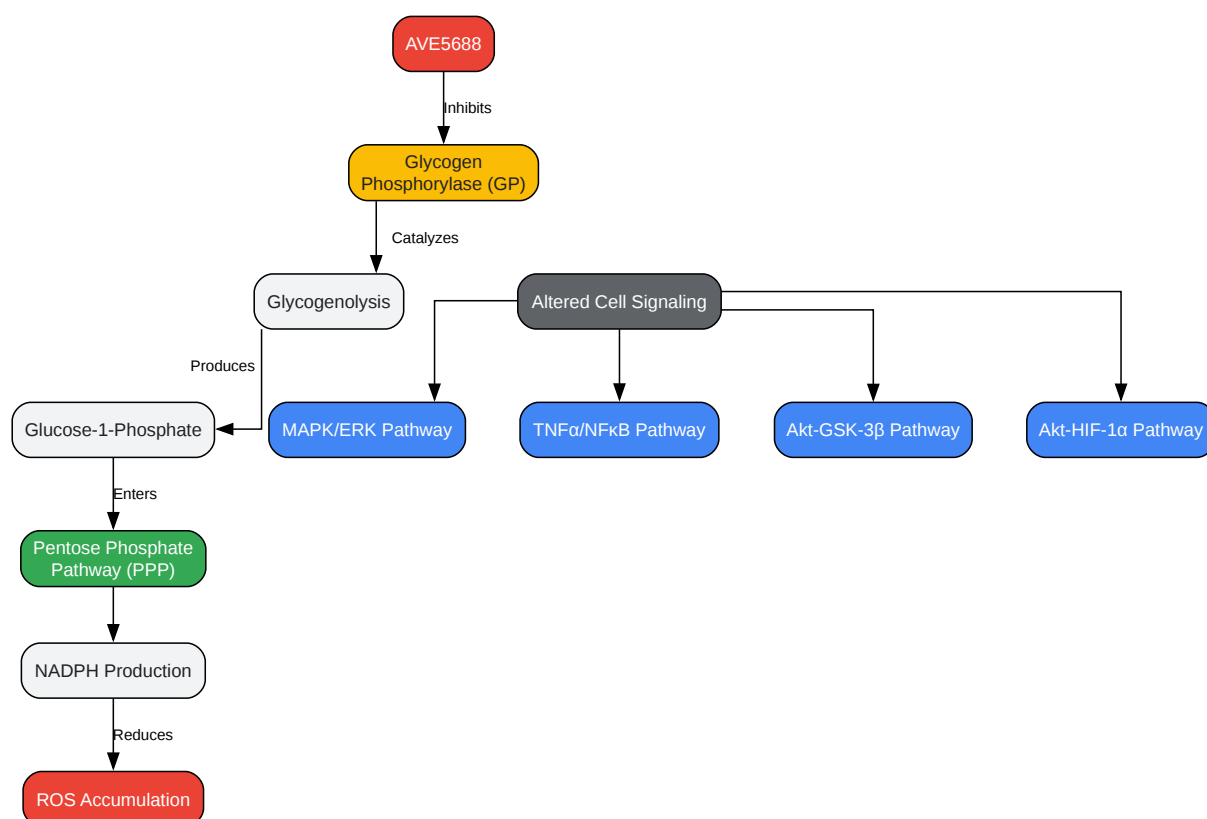 AVE5688
Inhibits
Glycogen
Phosphorylase (GP)
Catalyzes
Glycogenolysis
Altered Cell Signaling
Produces
Glucose-1-Phosphate
MAPK/ERK Pathway
TNFα/NFκB Pathway
Akt-GSK-3β Pathway
Akt-HIF-1α Pathway
Enters
Pentose Phosphate
Pathway (PPP)
NADPH Production
Reduces
ROS Accumulation